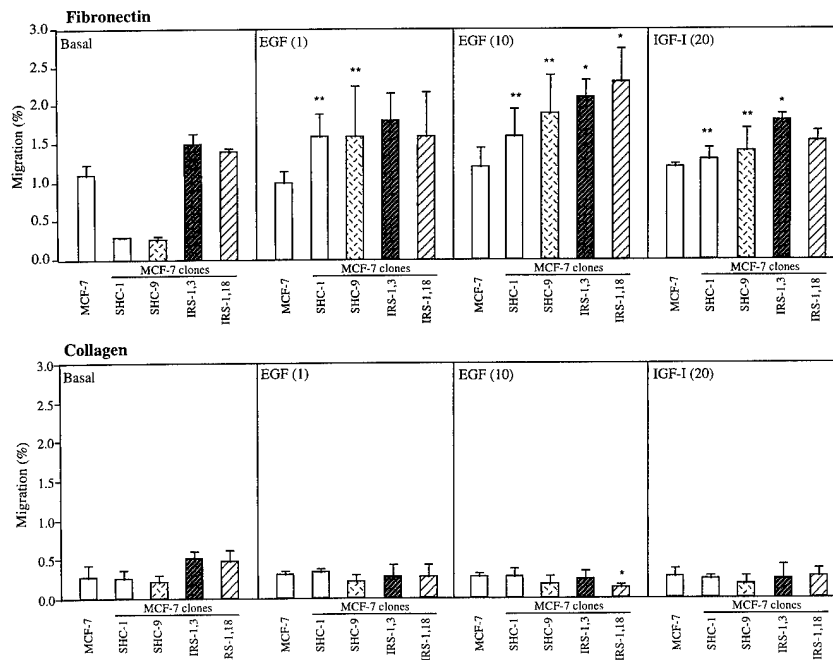 Fibronectin
Basal
EGF (1)
EGF (10)
IGF-I (20)
Migration (%)
3.0
2.5
2.0
1.5
1.0
0.5
0.0
** ** ** ** * * ** ** *
MCF-7 clones MCF-7 clones MCF-7 clones MCF-7 clones
MCF-7 SHC-1 SHC-9 IRS-1,3 IRS-1,18
MCF-7 SHC-1 SHC-9 IRS-1,3 IRS-1,18
MCF-7 SHC-1 SHC-9 IRS-1,3 IRS-1,18
MCF-7 SHC-1 SHC-9 IRS-1,3 IRS-1,18
Collagen
Basal
EGF (1)
EGF (10)
IGF-I (20)
Migration (%)
3.0
2.5
2.0
1.5
1.0
0.5
0.0
*
MCF-7 clones MCF-7 clones MCF-7 clones MCF-7 clones
MCF-7 SHC-1 SHC-9 IRS-1,3 RS-1,18
MCF-7 SHC-1 SHC-9 IRS-1,3 IRS-1,18
MCF-7 SHC-1 SHC-9 IRS-1,3 IRS-1,18
MCF-7 SHC-1 SHC-9 IRS-1,3 IRS-1,18